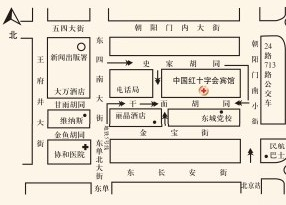 北
五四大街
朝阳门内大街
王府井大街
新闻出版署
大万酒店
甘雨胡同
维纳斯
金鱼胡同
协和医院
东四南大街
史家胡同
电话局
中国红十字会宾馆
干面胡同
丽晶酒店
东城党校
金宝街
东单北大街
东长安街
东单
朝阳门南小街
24路
713路公交车
民航
巴士
北京站